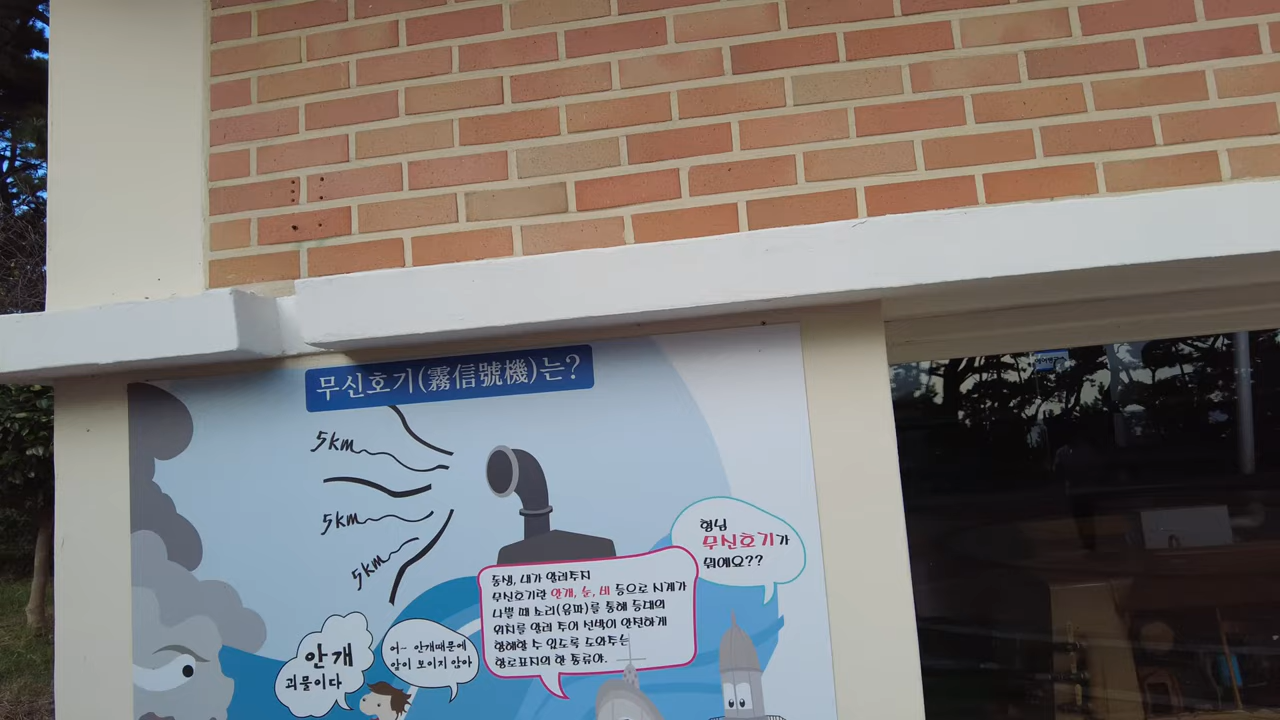 무신호기(霧信號機)는?
5km
5km
5km
형님
무신호기가
뭐에요??
동생, 내가 알려주지
무신호기란 안개, 눈, 비 등으로 시계가
나쁠 때 소리(음파)를 통해 등대의
위치를 알려 주어 선박이 안전하게
항해할 수 있도록 도와주는
항로표지의 한 종류야.
어~ 안개때문에
앞이 보이지 않아
안개
괴물이다